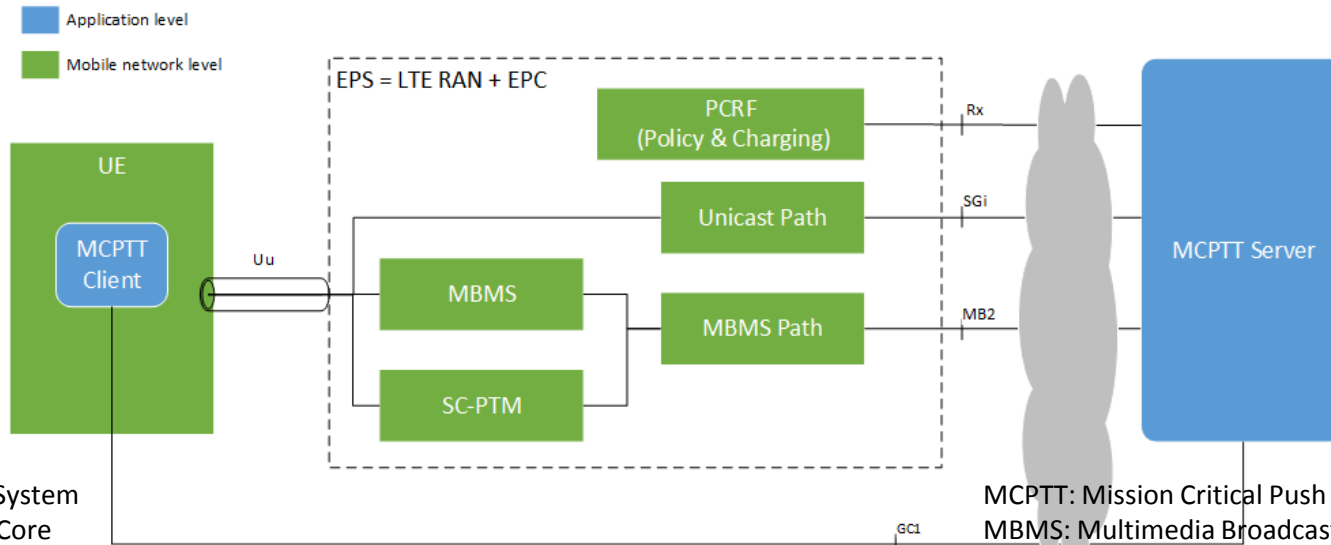 Application level
Mobile network level
EPS = LTE RAN + EPC
PCRF
(Policy & Charging)
Rx
UE
Unicast Path
SGi
MCPTT
Client
Uu
MCPTT Server
MBMS
MBMS Path
MB2
SC-PTM
System
Core
GC1
MCPTT: Mission Critical Push
MBMS: Multimedia Broadcast